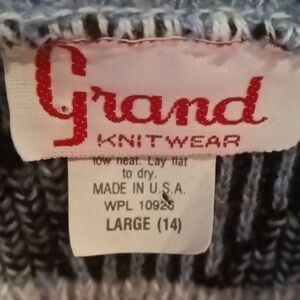 Grand
KNITWEAR
low heat. Lay flat
to dry.
MADE IN U.S.A.
WPL 10925
LARGE (14)